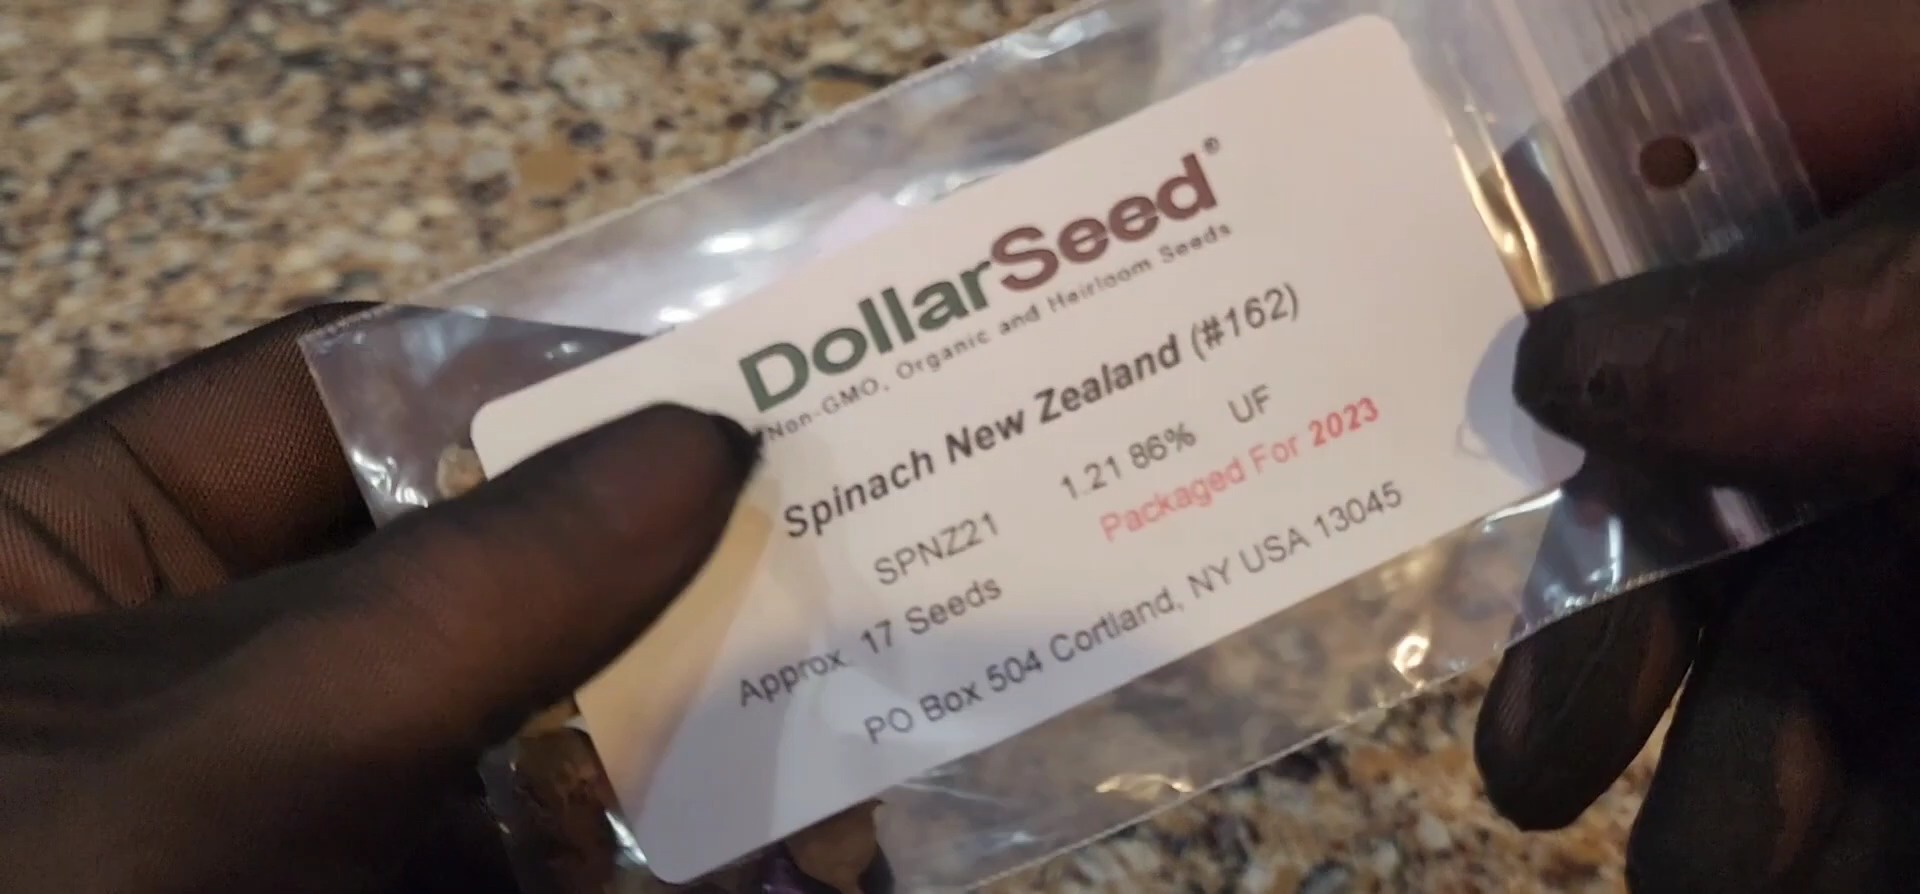 DollarSeed®
Non-GMO, Organic and Heirloom Seeds
Spinach New Zealand (#162)
SPNZ21 1.21 86% UF
Approx. 17 Seeds Packaged For 2023
PO Box 504 Cortland, NY USA 13045